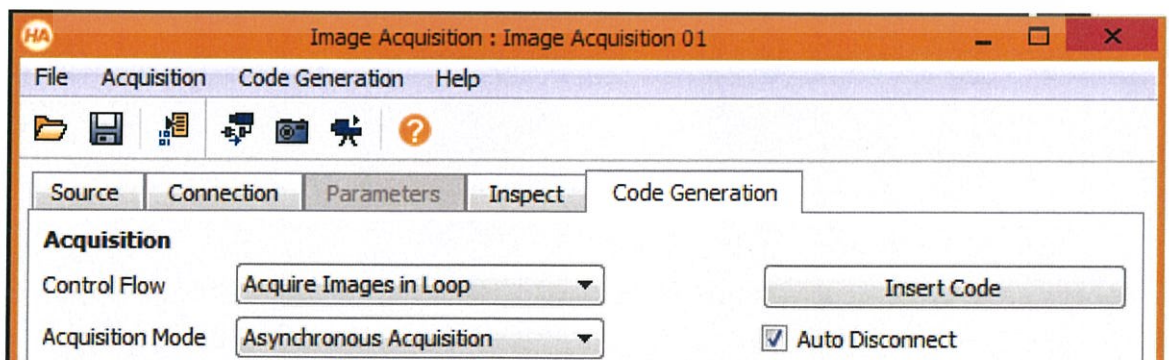 HA Image Acquisition : Image Acquisition 01
File Acquisition Code Generation Help
?
Source Connection Parameters Inspect Code Generation
Acquisition
Control Flow Acquire Images in Loop Insert Code
Acquisition Mode Asynchronous Acquisition Auto Disconnect